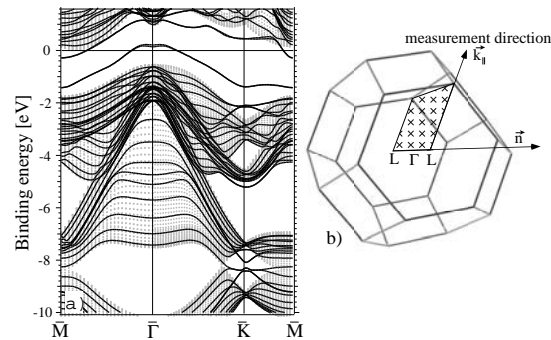 Binding energy [eV]
0
-2
-4
-6
-8
-10
a)
M̄
Γ̄
K̄
M̄
measurement direction
k⃗∥
n⃗
L Γ L
b)